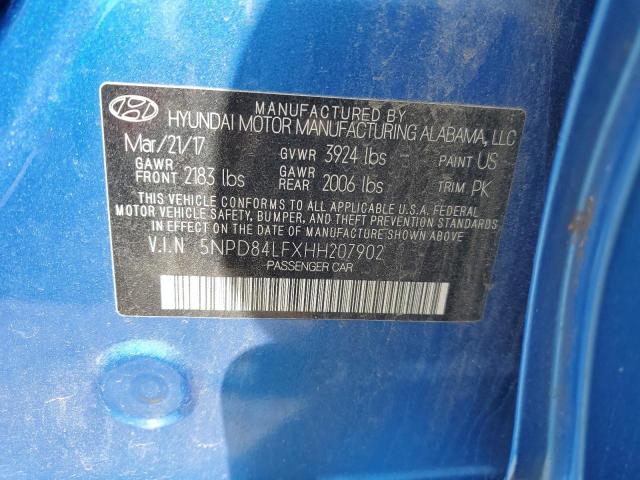 MANUFACTURED BY
HYUNDAI MOTOR MANUFACTURING ALABAMA, LLC
Mar/21/17 GVWR 3924 lbs PAINT US
GAWR FRONT 2183 lbs GAWR REAR 2006 lbs TRIM PK
THIS VEHICLE CONFORMS TO ALL APPLICABLE U.S.A. FEDERAL
MOTOR VEHICLE SAFETY, BUMPER, AND THEFT PREVENTION STANDARDS
IN EFFECT ON THE DATE OF MANUFACTURE SHOWN ABOVE.
V.I.N 5NPD84LFXHH207902
PASSENGER CAR